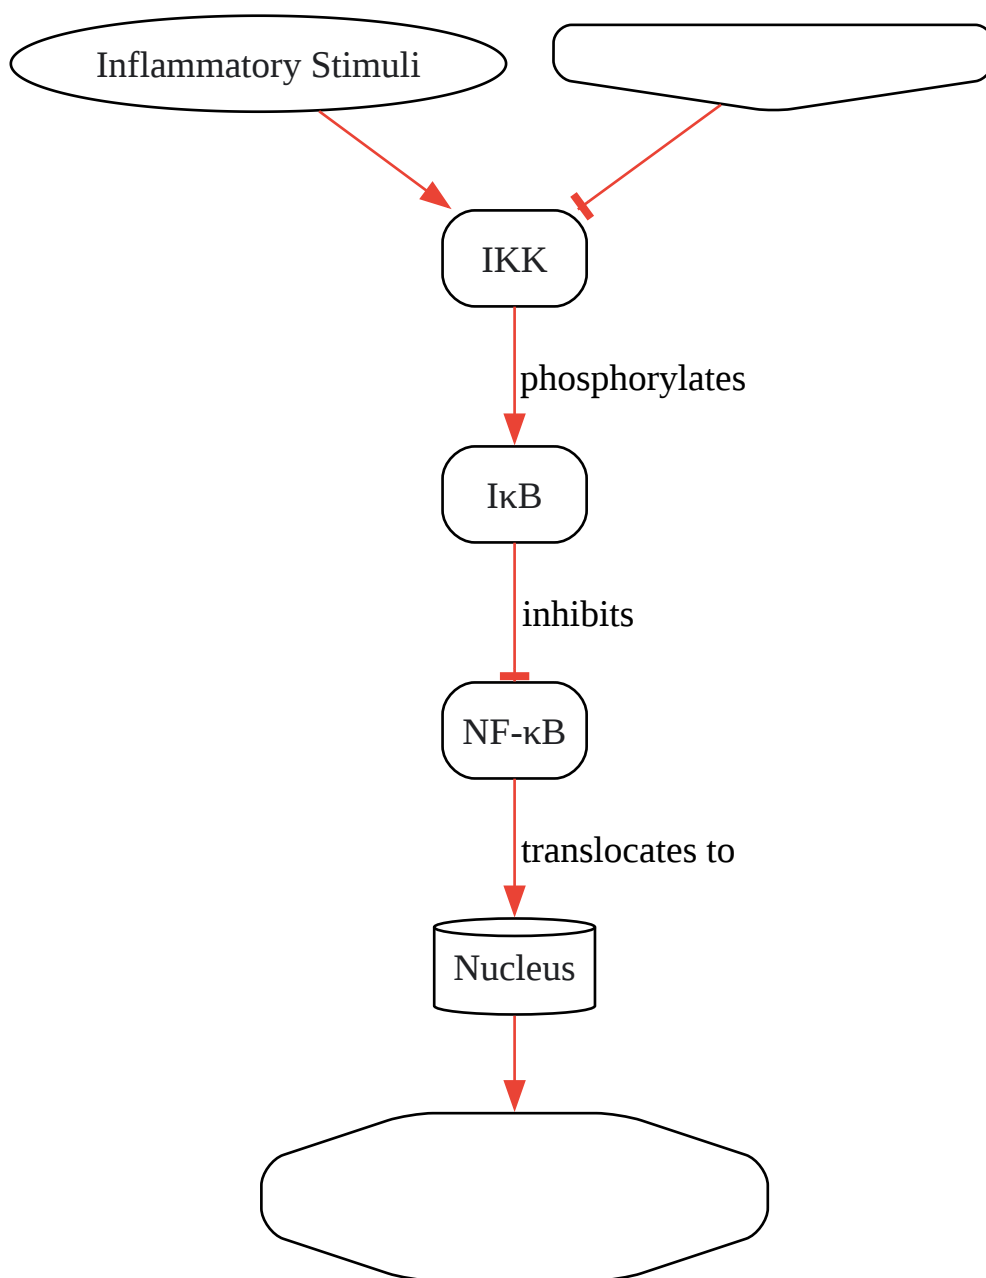 Inflammatory Stimuli
IKK
phosphorylates
IκB
inhibits
NF-κB
translocates to
Nucleus